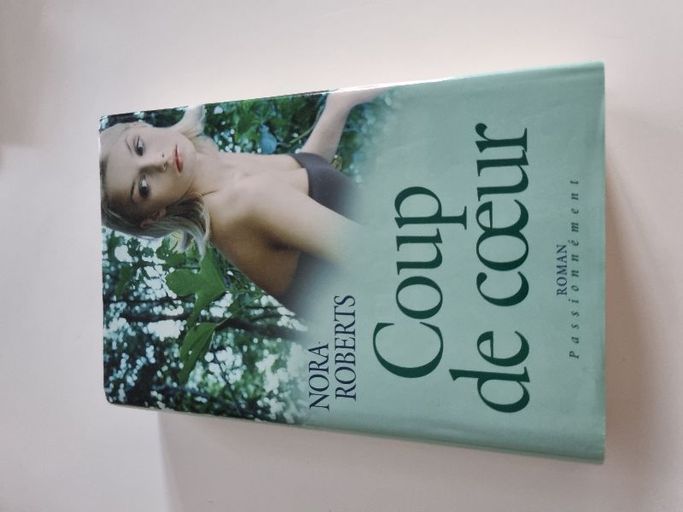 NORA
ROBERTS
Coup
de cœur
ROMAN
Passionnément